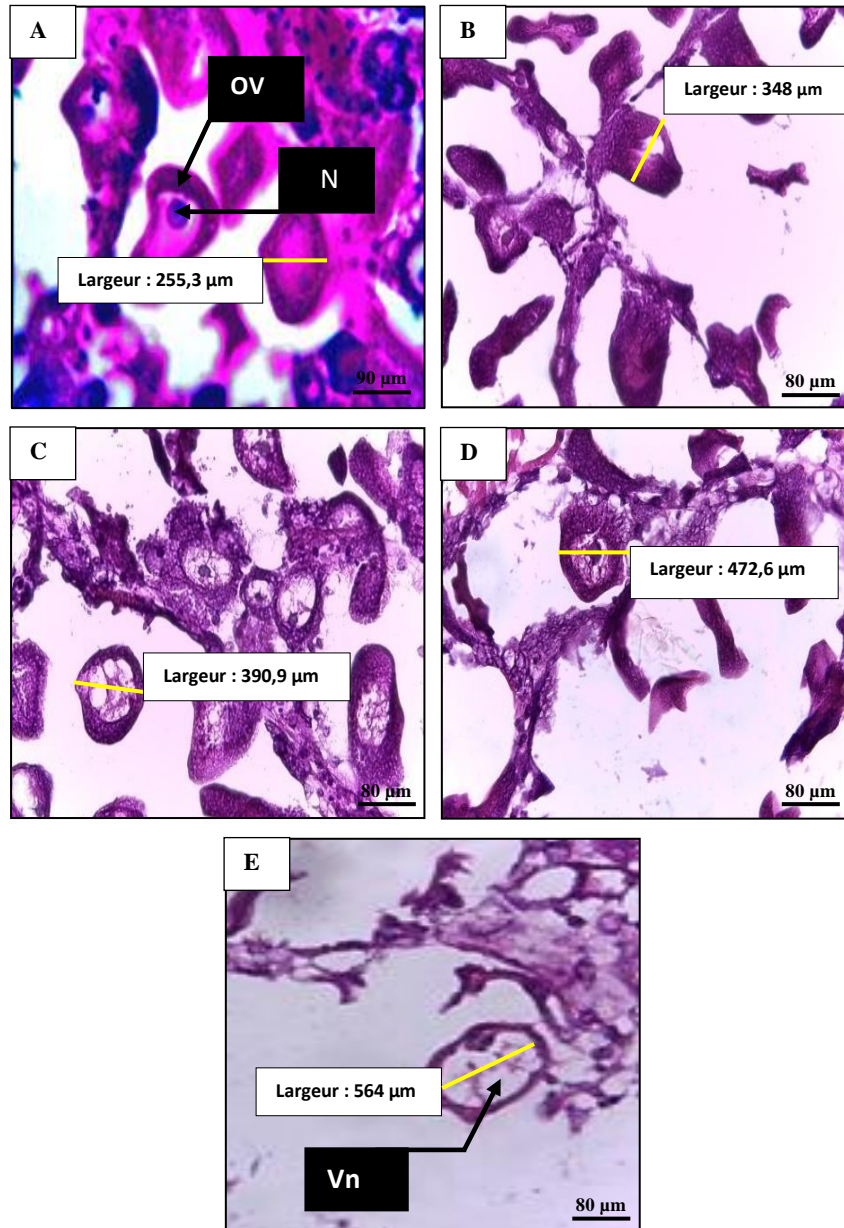 A
OV
N
Largeur : 255,3 µm
90 µm
B
Largeur : 348 µm
80 µm
C
Largeur : 390,9 µm
80 µm
D
Largeur : 472,6 µm
80 µm
E
Largeur : 564 µm
Vn
80 µm